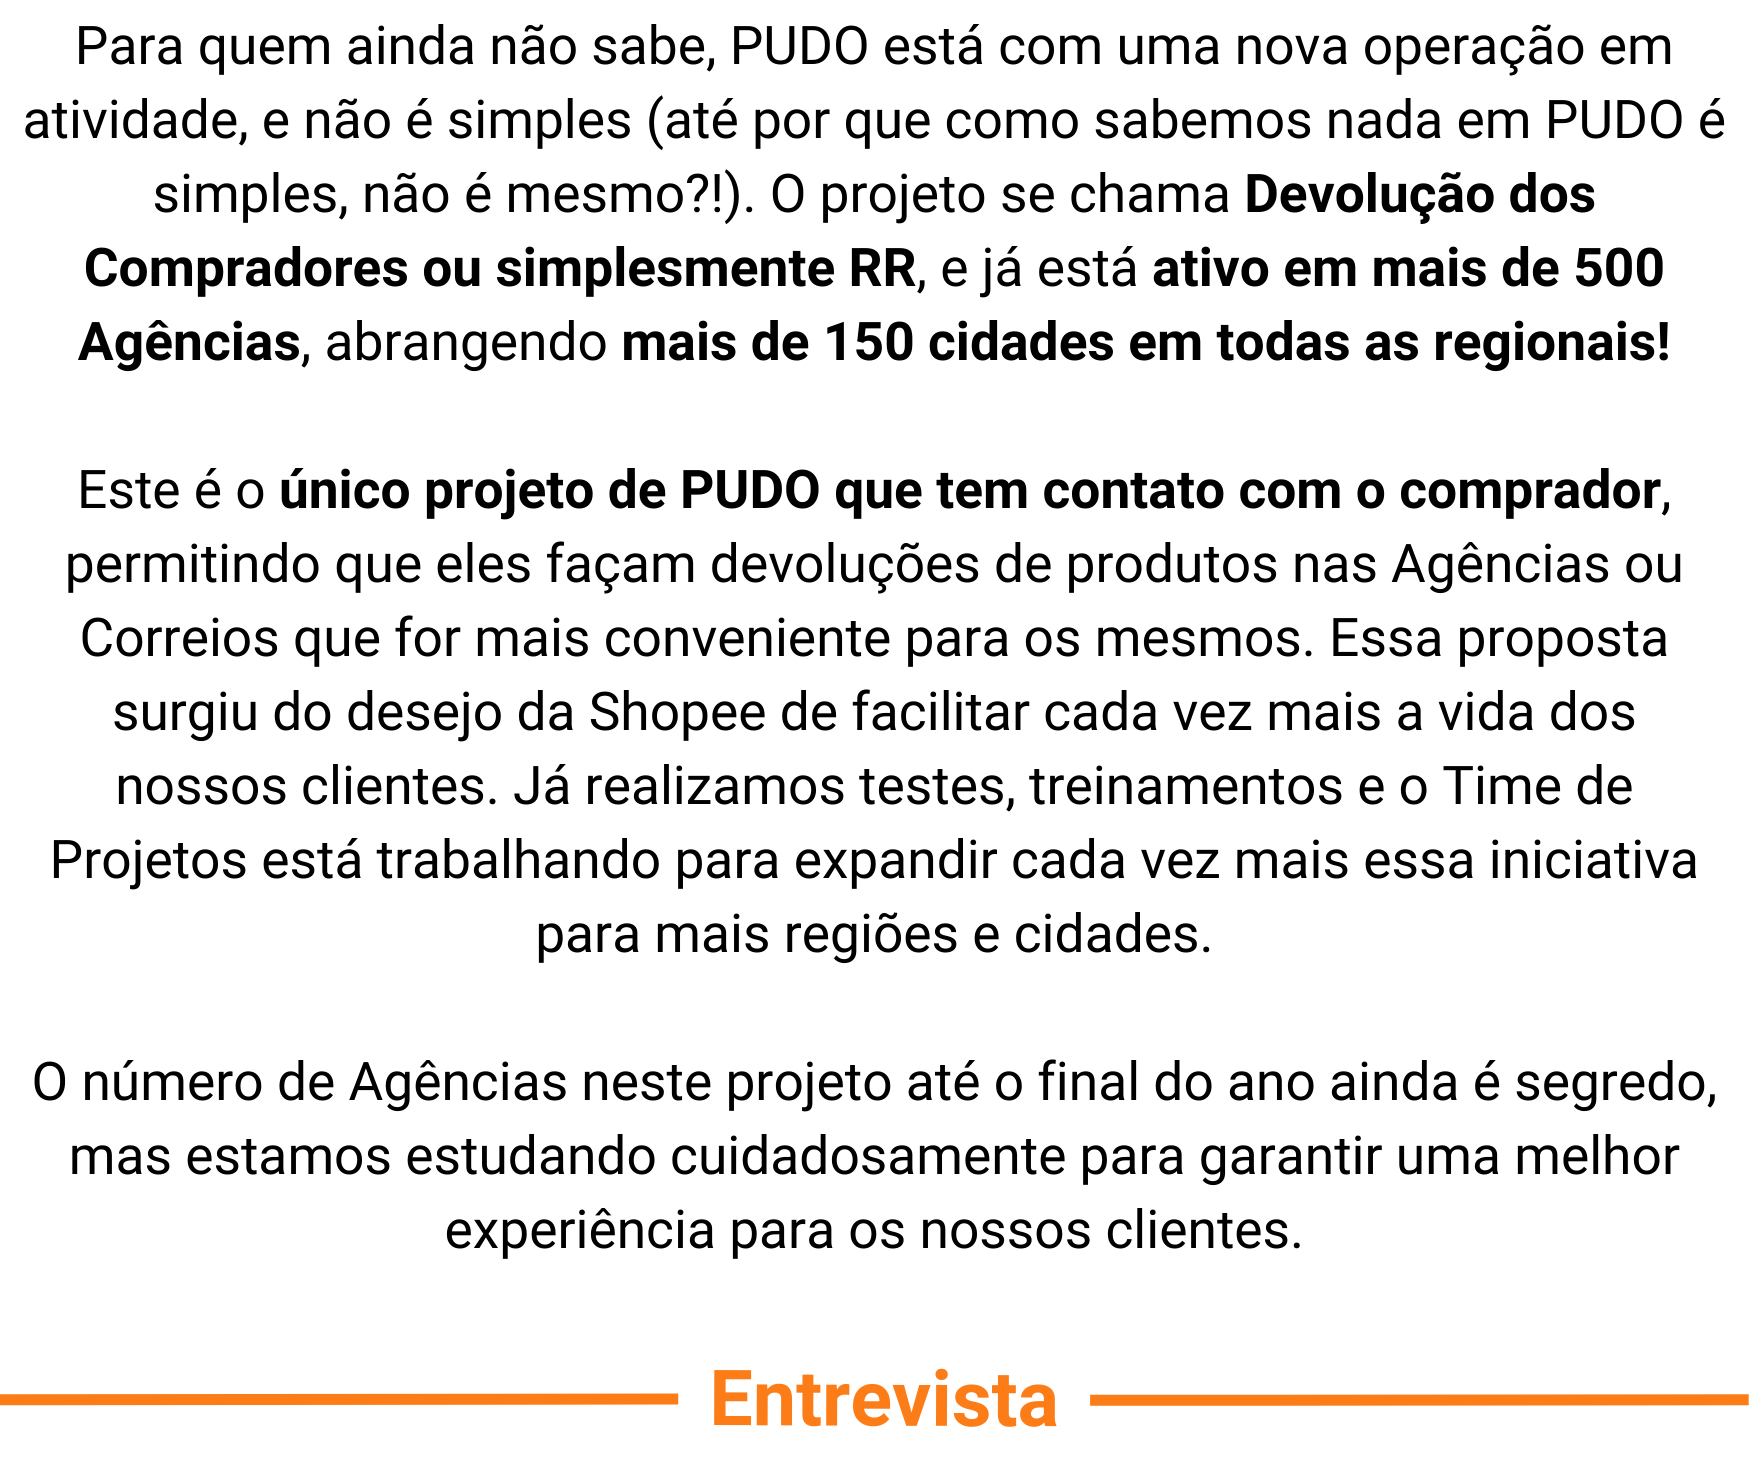 Para quem ainda não sabe, PUDO está com uma nova operação em
atividade, e não é simples (até por que como sabemos nada em PUDO é
simples, não é mesmo?!). O projeto se chama Devolução dos
Compradores ou simplesmente RR, e já está ativo em mais de 500
Agências, abrangendo mais de 150 cidades em todas as regionais!
Este é o único projeto de PUDO que tem contato com o comprador,
permitindo que eles façam devoluções de produtos nas Agências ou
Correios que for mais conveniente para os mesmos. Essa proposta
surgiu do desejo da Shopee de facilitar cada vez mais a vida dos
nossos clientes. Já realizamos testes, treinamentos e o Time de
Projetos está trabalhando para expandir cada vez mais essa iniciativa
para mais regiões e cidades.
O número de Agências neste projeto até o final do ano ainda é segredo,
mas estamos estudando cuidadosamente para garantir uma melhor
experiência para os nossos clientes.
Entrevista